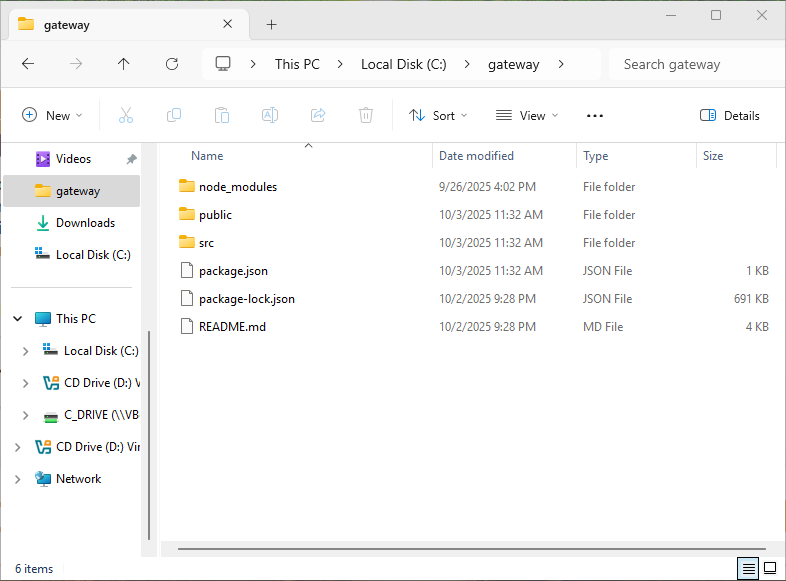 gateway
This PC
Local Disk (C:)
gateway
Search gateway
New
Sort
View
Details
Videos
gateway
Downloads
Local Disk (C:)
This PC
Local Disk (C:)
CD Drive (D:) V
C_DRIVE (\\VB
CD Drive (D:) Vir
Network
Name Date modified Type Size
node_modules 9/26/2025 4:02 PM File folder
public 10/3/2025 11:32 AM File folder
src 10/3/2025 11:32 AM File folder
package.json 10/3/2025 11:32 AM JSON File 1 KB
package-lock.json 10/2/2025 9:28 PM JSON File 691 KB
README.md 10/2/2025 9:28 PM MD File 4 KB
6 items